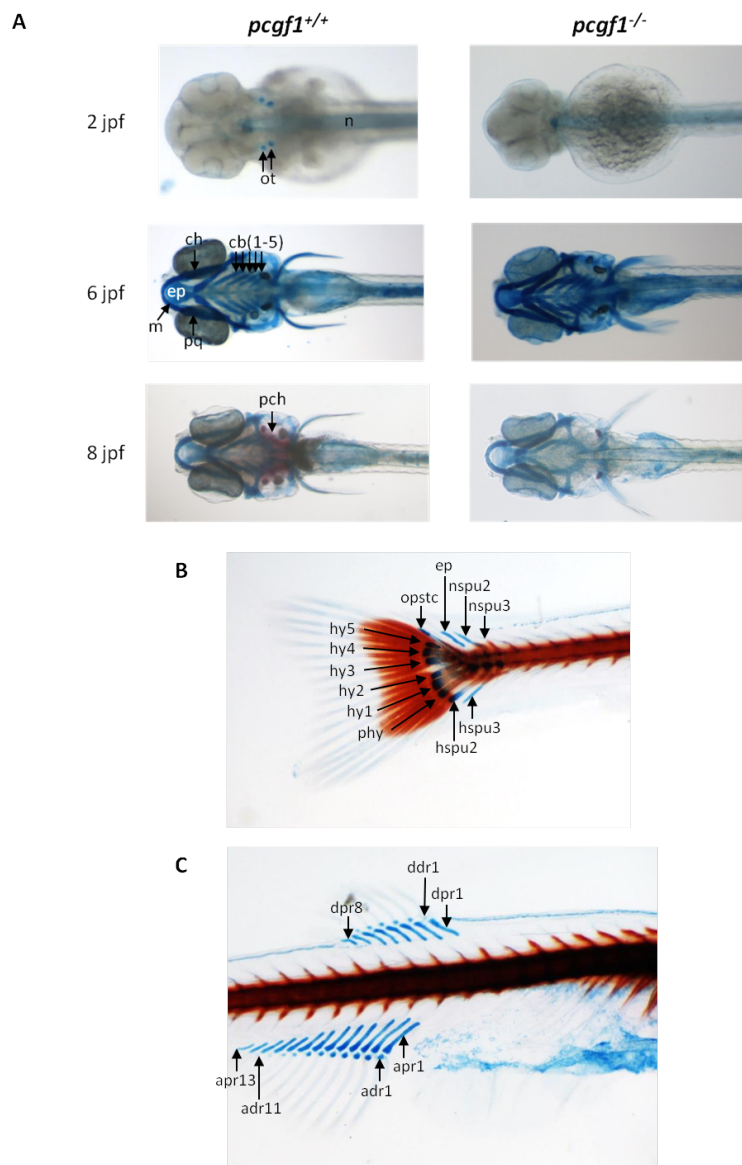 A
pcgf1+/+
pcgf1-/-
2 jpf
n
ot
6 jpf
ch
cb(1-5)
ep
m
pq
8 jpf
pch
B
ep
nspu2
opstc
nspu3
hy5
hy4
hy3
hy2
hy1
phy
hspu3
hspu2
C
ddr1
dpr8
dpr1
apr13
apr1
adr1
adr11